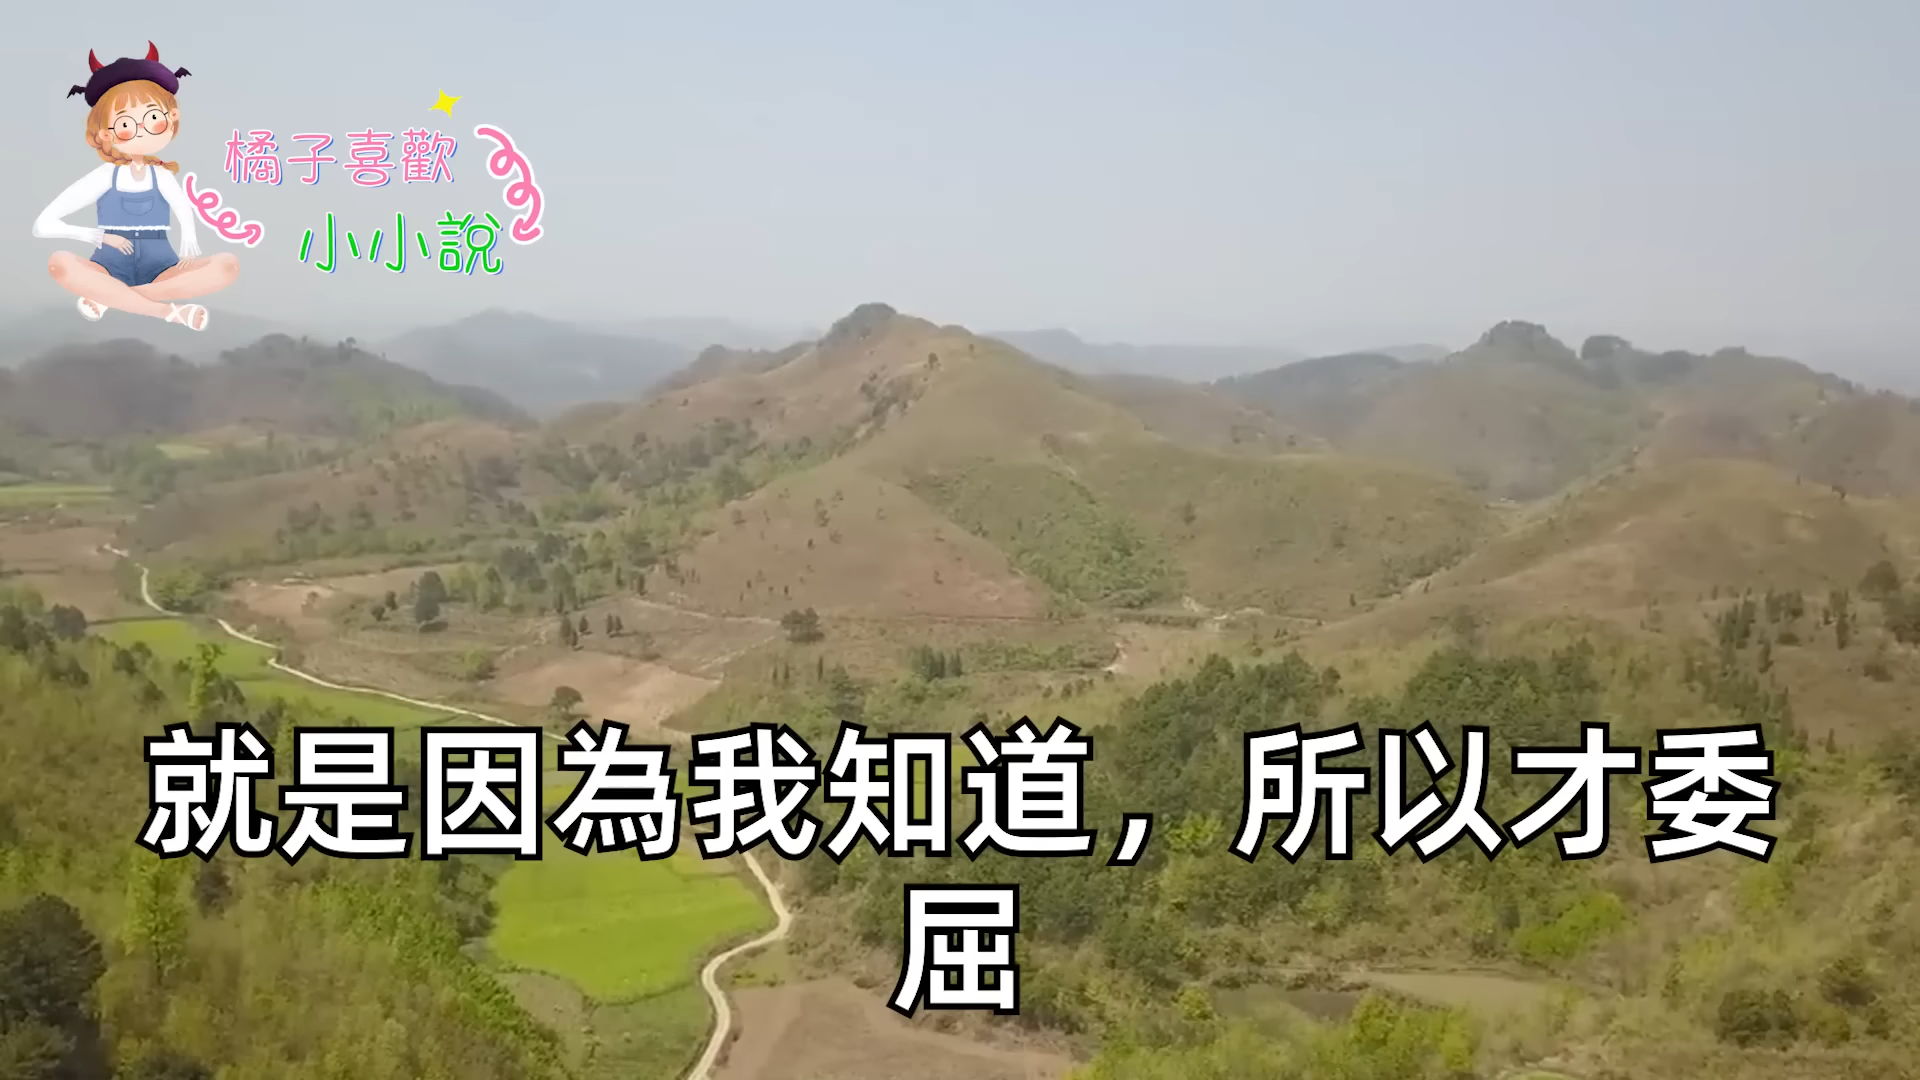 橘子喜歡
小小說
就是因為我知道，所以才委
屈